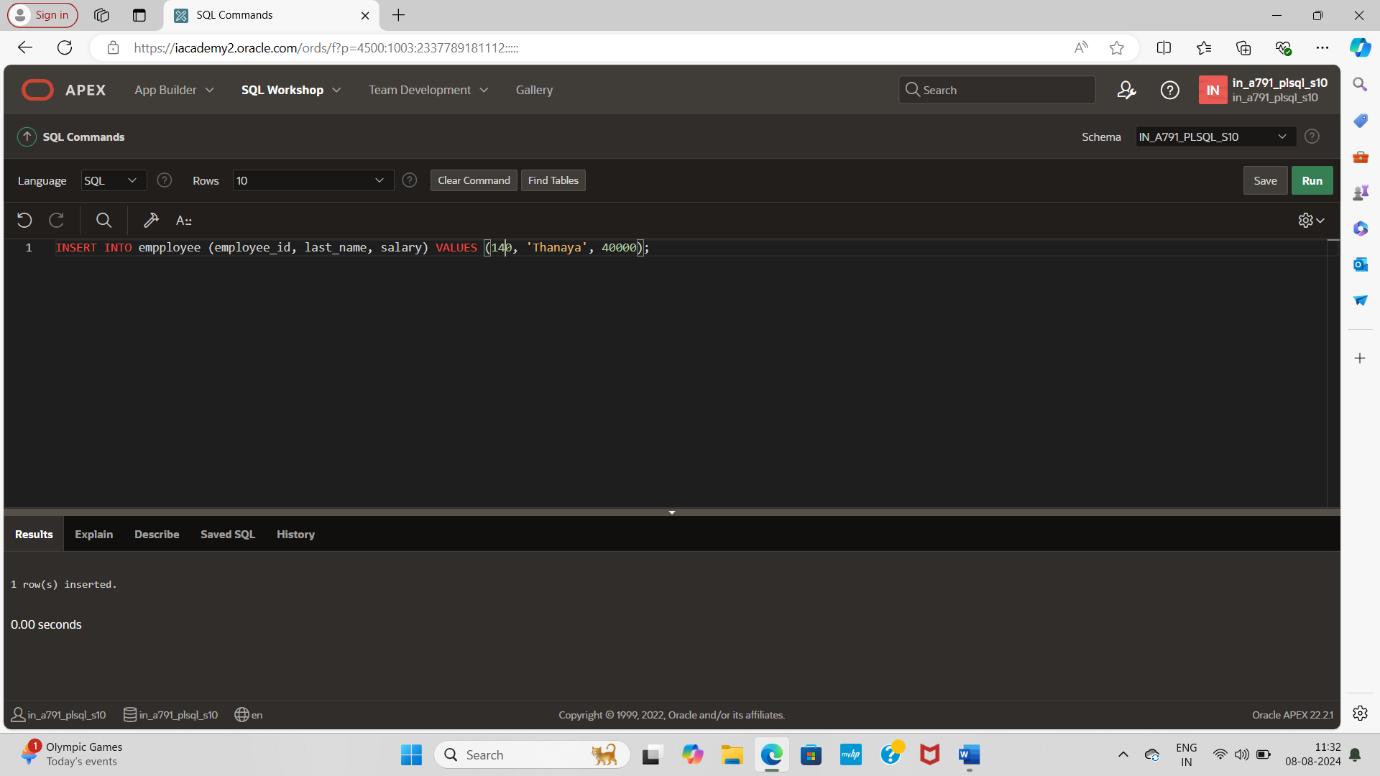 Sign in
SQL Commands
https://iacademy2.oracle.com/ords/f?p=4500:1003:2337789181112:::::
APEX App Builder SQL Workshop Team Development Gallery Search IN in_a791_plsql_s10
in_a791_plsql_s10
SQL Commands Schema IN_A791_PLSQL_S10
Language SQL Rows 10 Clear Command Find Tables Save Run
A::
1 INSERT INTO empployee (employee_id, last_name, salary) VALUES (140, 'Thanaya', 40000);
Results Explain Describe Saved SQL History
1 row(s) inserted.
0.00 seconds
in_a791_plsql_s10 in_a791_plsql_s10 en Copyright © 1999, 2022, Oracle and/or its affiliates. Oracle APEX 22.2.1
1 Olympic Games
Today's events
Search
myhp
ENG
IN
11:32
08-08-2024